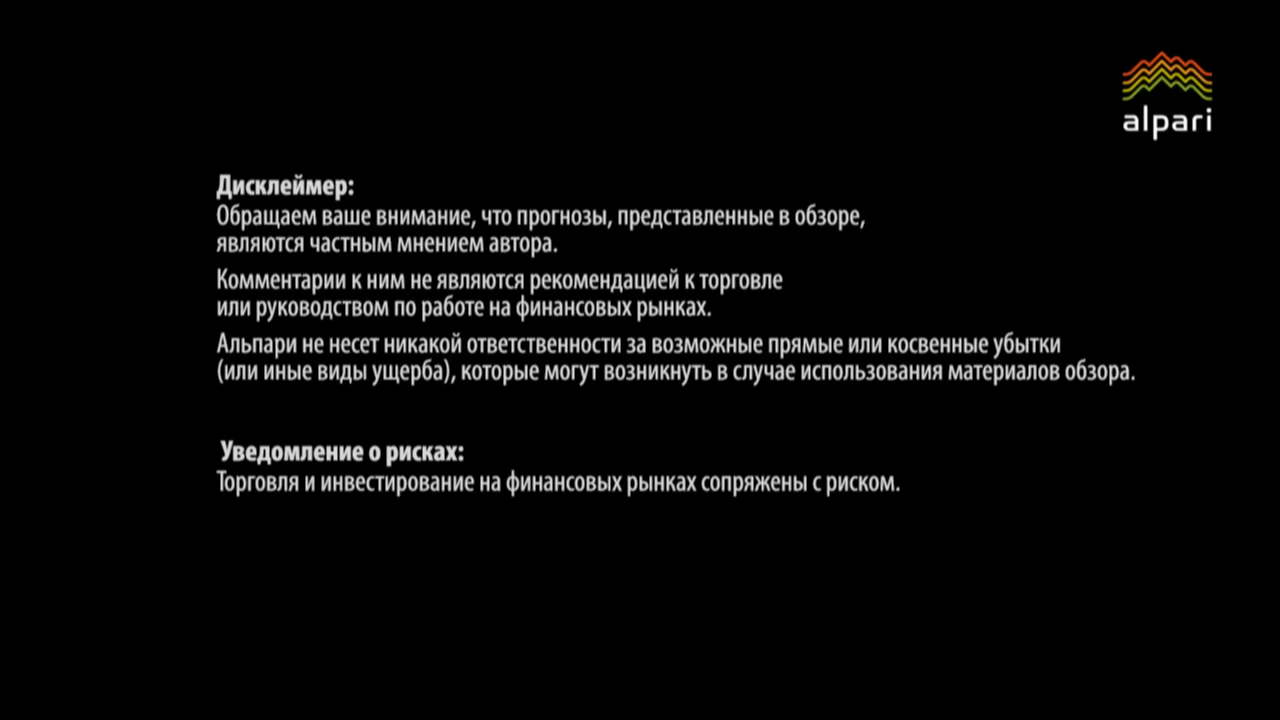 alpari
Дисклеймер:
Обращаем ваше внимание, что прогнозы, представленные в обзоре,
являются частным мнением автора.
Комментарии к ним не являются рекомендацией к торговле
или руководством по работе на финансовых рынках.
Альпари не несет никакой ответственности за возможные прямые или косвенные убытки
(или иные виды ущерба), которые могут возникнуть в случае использования материалов обзора.
Уведомление о рисках:
Торговля и инвестирование на финансовых рынках сопряжены с риском.